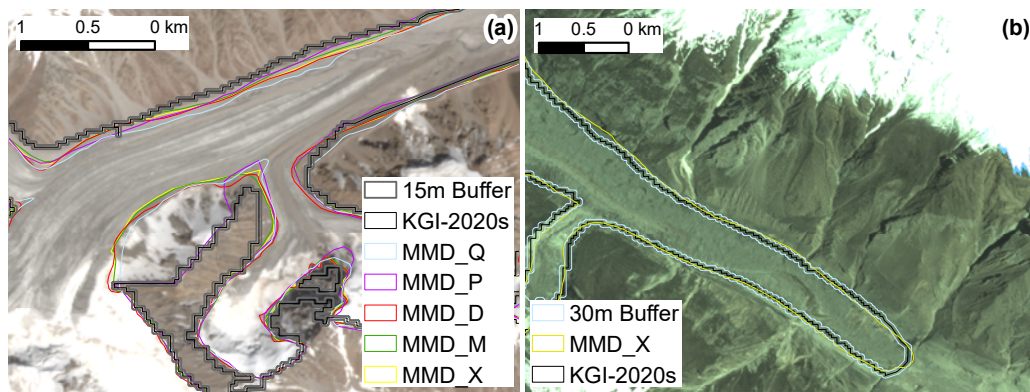 1 0.5 0 km
(a)
15m Buffer
KGI-2020s
MMD_Q
MMD_P
MMD_D
MMD_M
MMD_X
1 0.5 0 km
(b)
30m Buffer
MMD_X
KGI-2020s